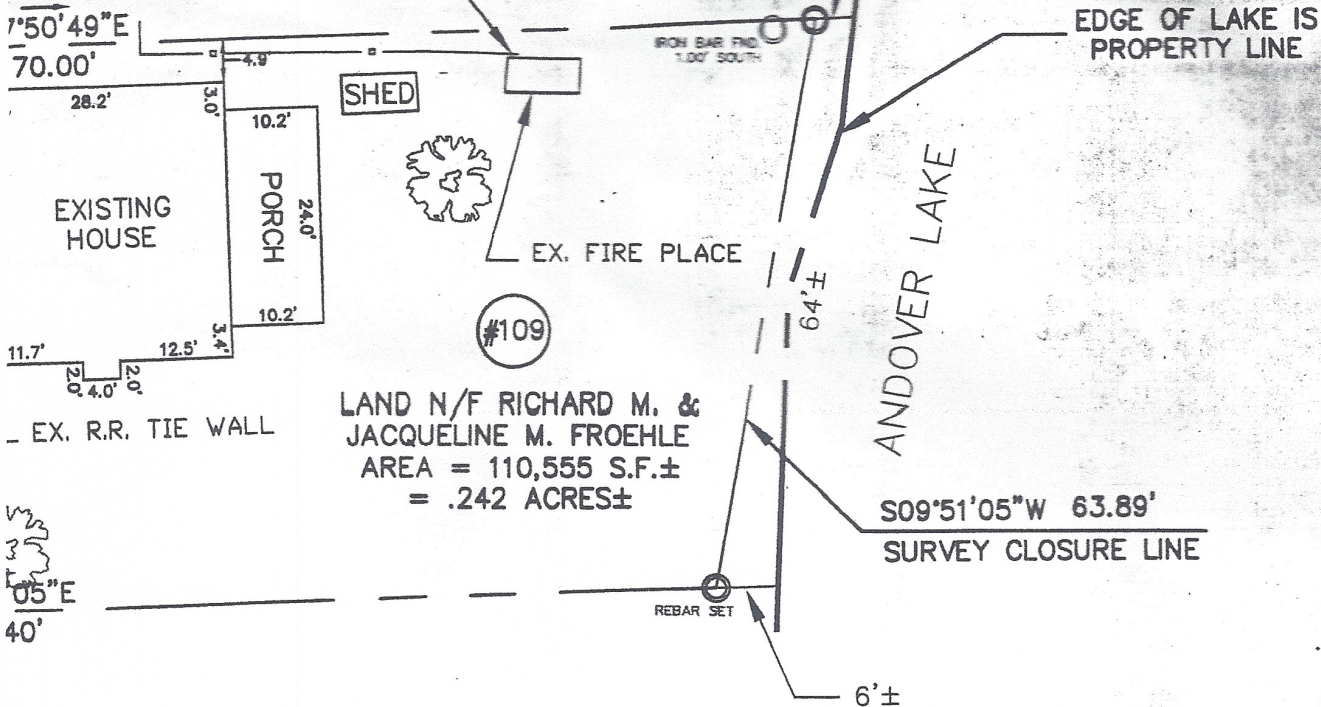 7°50'49"E
70.00'
28.2'
4.9'
3.0'
SHED
10.2'
PORCH
24.0'
10.2'
3.4'
EXISTING
HOUSE
11.7'
12.5'
2.0'
4.0'
2.0'
EX. R.R. TIE WALL
EX. FIRE PLACE
#109
LAND N/F RICHARD M. &
JACQUELINE M. FROEHLE
AREA = 110,555 S.F.±
= .242 ACRES±
IRON BAR FND.
1.00' SOUTH
EDGE OF LAKE IS
PROPERTY LINE
64'±
ANDOVER LAKE
S09°51'05"W 63.89'
SURVEY CLOSURE LINE
05"E
40'
REBAR SET
6'±